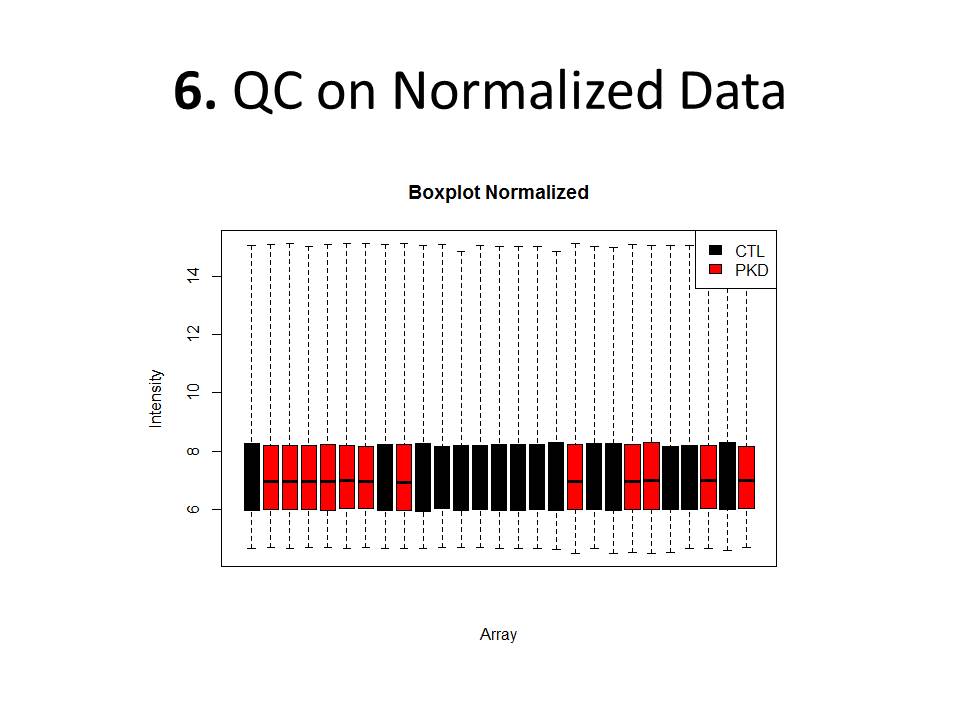 6. QC on Normalized Data
Boxplot Normalized
CTL
PKD
14
12
10
8
6
Intensity
Array